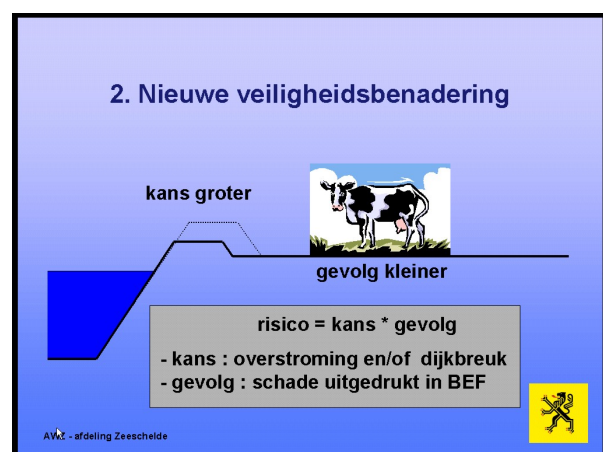 2. Nieuwe veiligheidsbenadering
kans groter
gevolg kleiner
risico = kans * gevolg
- kans : overstroming en/of dijkbreuk
- gevolg : schade uitgedrukt in BEF
- afdeling Zeeschelde